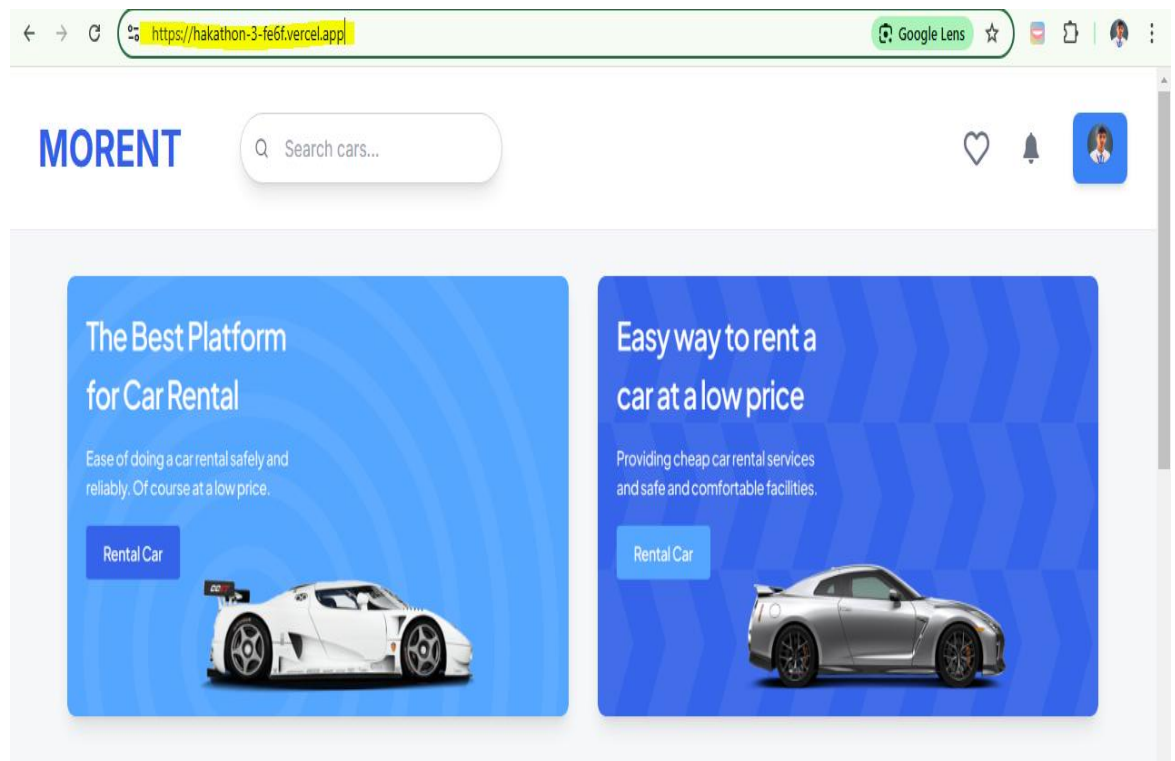 https://hakathon-3-fe6f.vercel.app
Google Lens
MORENT
Search cars...
The Best Platform
for Car Rental
Ease of doing a car rental safely and
reliably. Of course at a low price.
Rental Car
Easy way to rent a
car at a low price
Providing cheap car rental services
and safe and comfortable facilities.
Rental Car